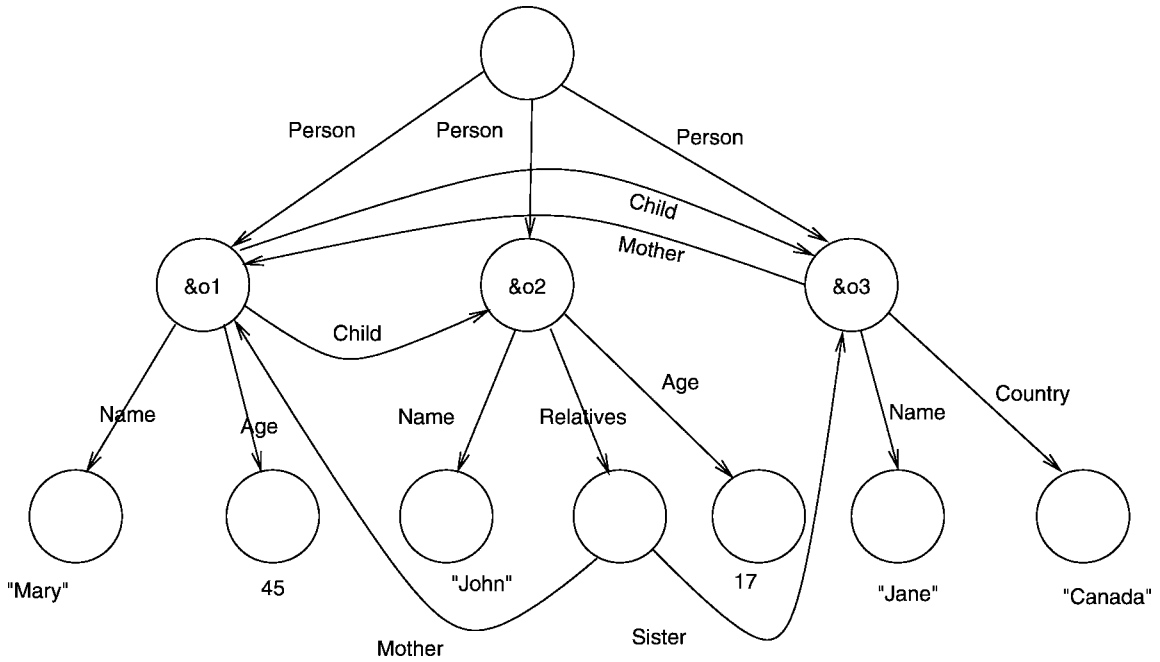 Person
Person
Person
Child
Mother
&o1
&o2
&o3
Child
Name
Age
Name
Relatives
Age
Name
Country
"Mary"
45
"John"
17
"Jane"
"Canada"
Mother
Sister